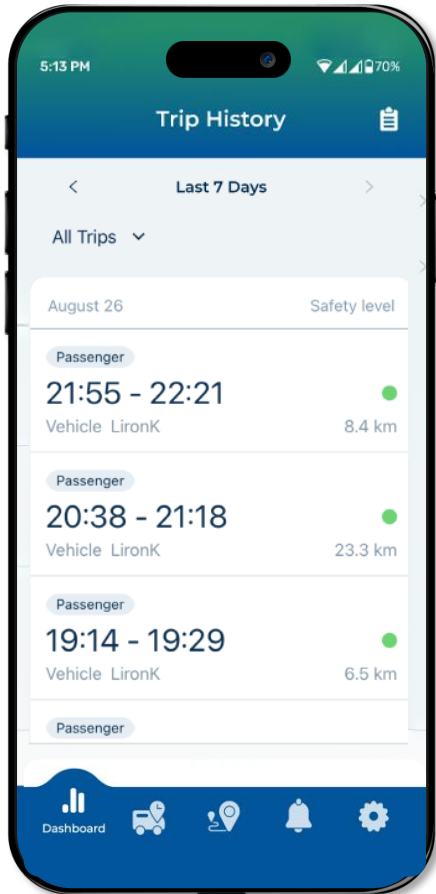 5:13 PM 70%
Trip History
Last 7 Days
All Trips
August 26 Safety level
Passenger
21:55 - 22:21
Vehicle LironK 8.4 km
Passenger
20:38 - 21:18
Vehicle LironK 23.3 km
Passenger
19:14 - 19:29
Vehicle LironK 6.5 km
Passenger
Dashboard